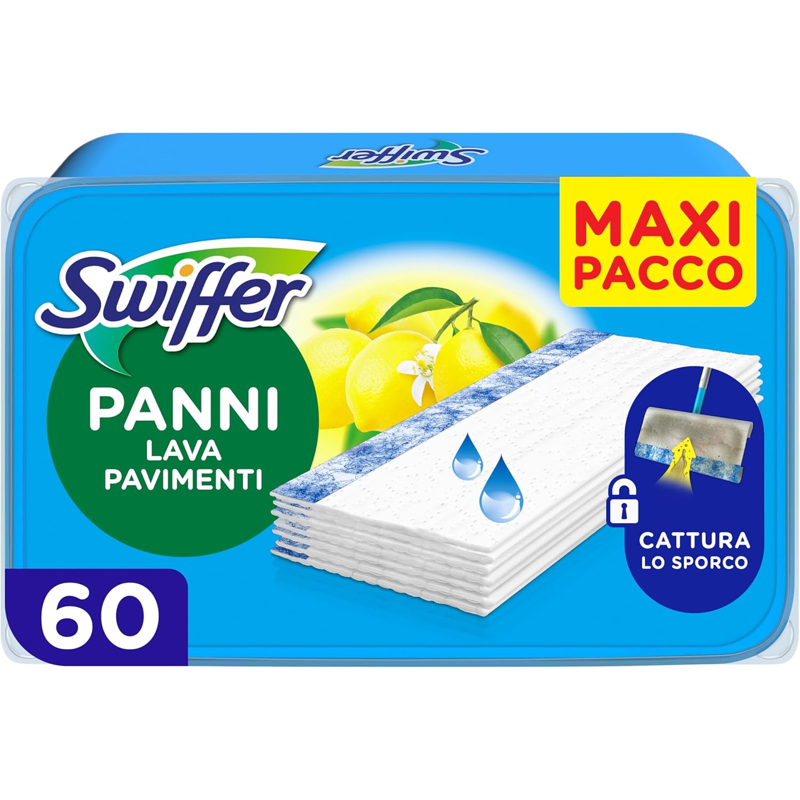 Swiffer
MAXI
PACCO
Swiffer
PANNI
LAVA
PAVIMENTI
CATTURA
LO SPORCO
60